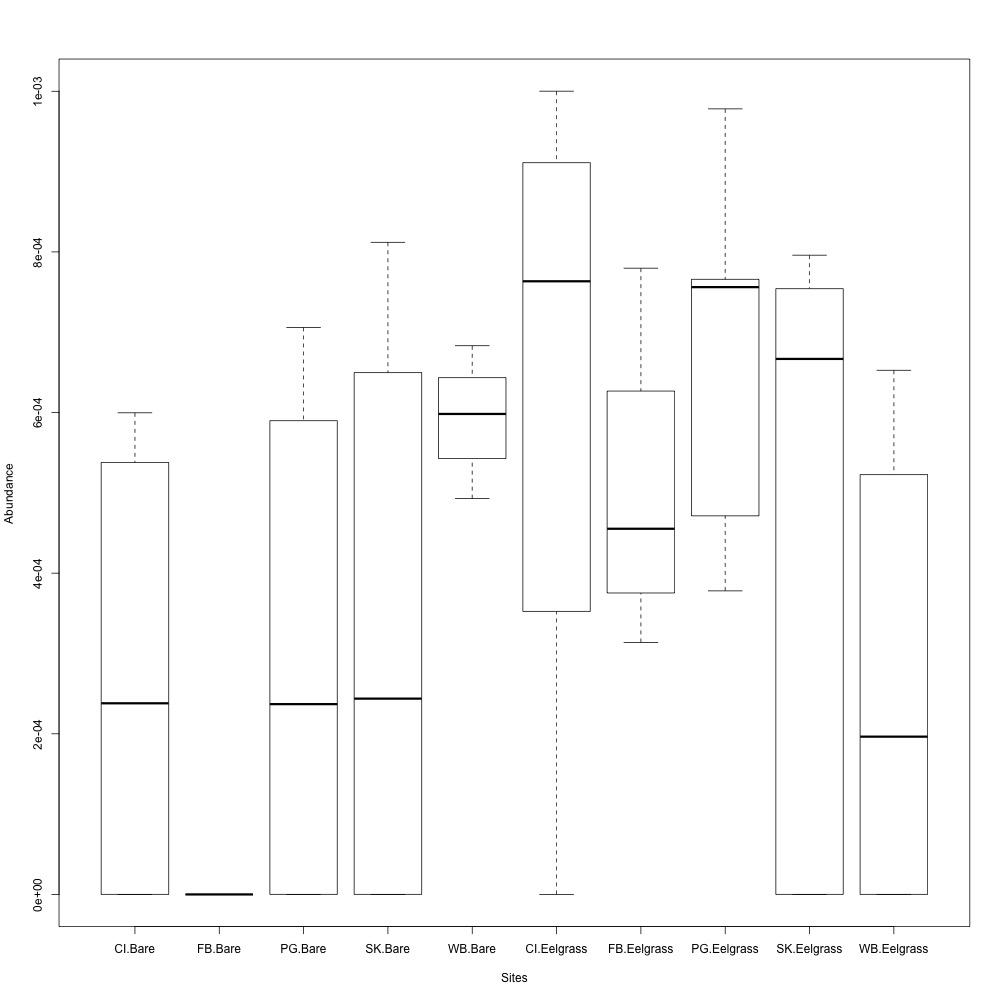 1e-03
8e-04
6e-04
4e-04
2e-04
0e+00
Abundance
CI.Bare FB.Bare PG.Bare SK.Bare WB.Bare CI.Eelgrass FB.Eelgrass PG.Eelgrass SK.Eelgrass WB.Eelgrass
Sites